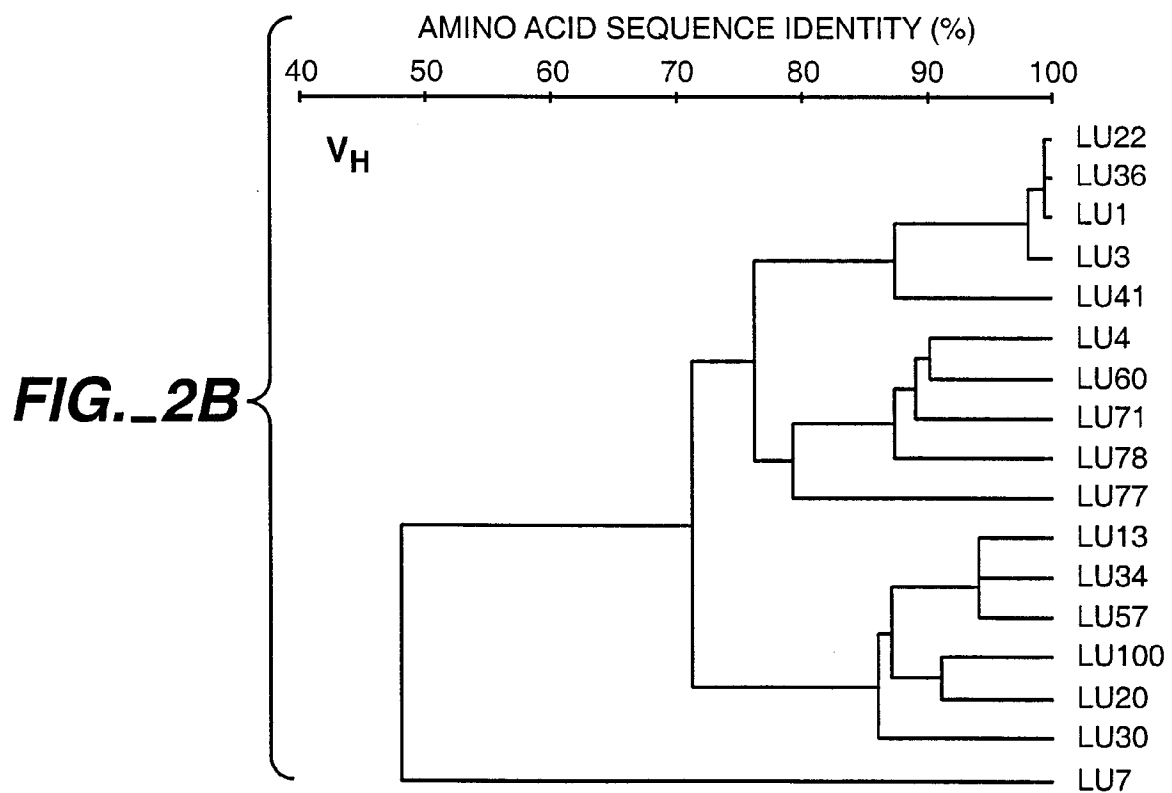 AMINO ACID SEQUENCE IDENTITY (%)
40 50 60 70 80 90 100
VH
LU22
LU36
LU1
LU3
LU41
LU4
LU60
FIG._2B
LU71
LU78
LU77
LU13
LU34
LU57
LU100
LU20
LU30
LU7